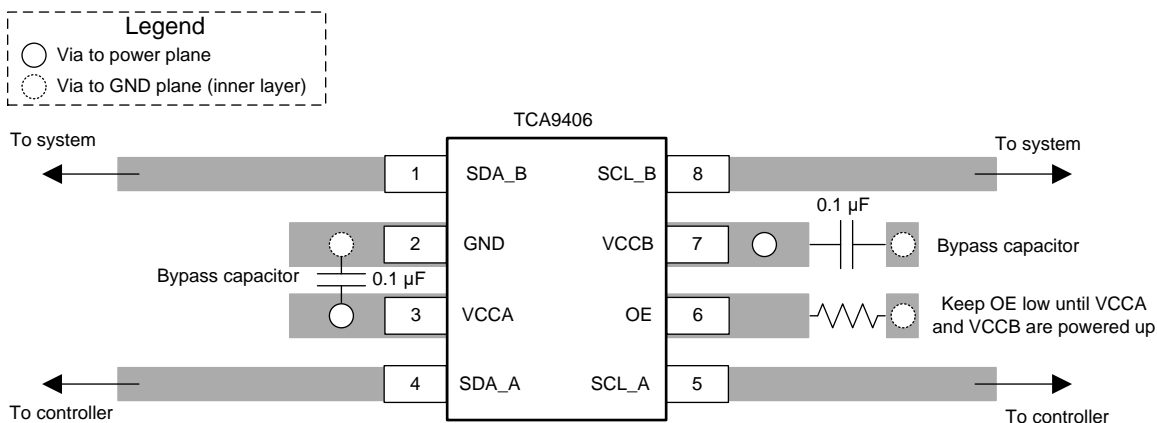 Legend
Via to power plane
Via to GND plane (inner layer)
TCA9406
To system
To system
1
SDA_B
SCL_B
8
0.1 µF
2
GND
VCCB
7
Bypass capacitor
Bypass capacitor
0.1 µF
3
VCCA
OE
6
Keep OE low until VCCA
and VCCB are powered up
4
SDA_A
SCL_A
5
To controller
To controller